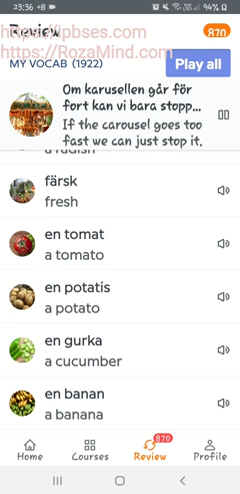 23:36
+8
94%
Review
870
http://ipbses.com
https://RozaMind.com
MY VOCAB (1922)
Play all
Om karusellen går för
fort kan vi bara stopp...
If the carousel goes too
fast we can just stop it.
a radish
färsk
fresh
en tomat
a tomato
en potatis
a potato
en gurka
a cucumber
en banan
a banana
870
Home
Courses
Review
Profile